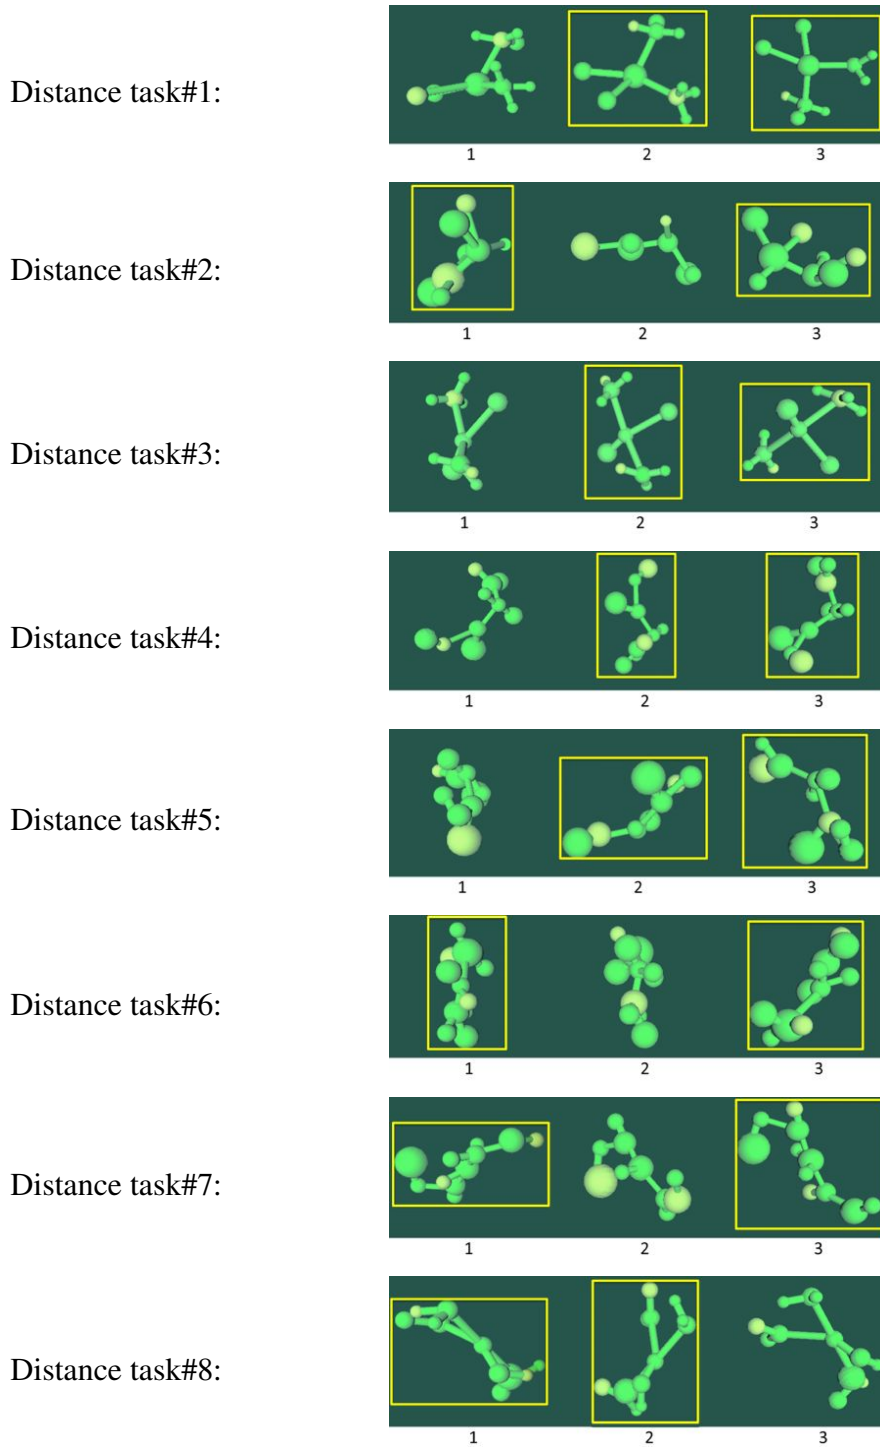 Distance task#1:
1 2 3
Distance task#2:
1 2 3
Distance task#3:
1 2 3
Distance task#4:
1 2 3
Distance task#5:
1 2 3
Distance task#6:
1 2 3
Distance task#7:
1 2 3
Distance task#8:
1 2 3